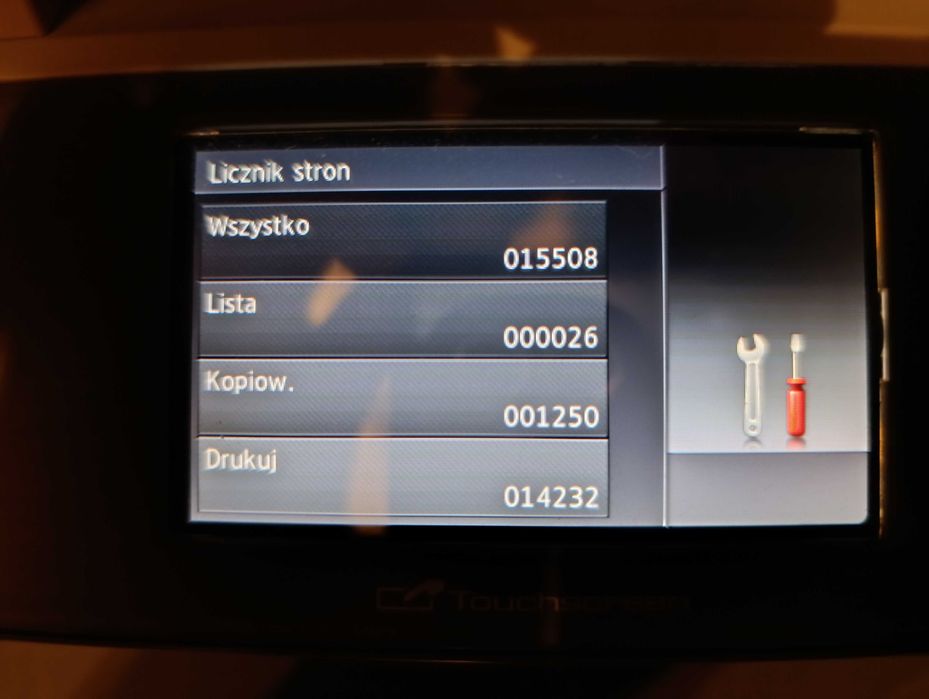 Licznik stron
Wszystko
015508
Lista
000026
Kopiow.
001250
Drukuj
014232
Touchscreen